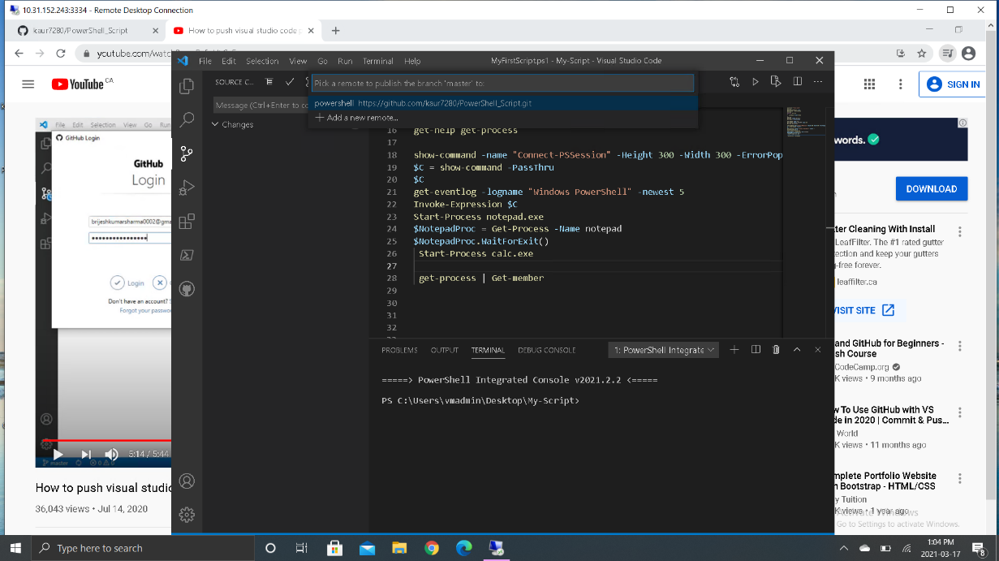 10.31.152.243:3334 - Remote Desktop Connection
kaur7280/PowerShell_Script
How to push visual studio code p
youtube.com/wat
YouTube CA
SIGN IN
File Edit Selection View Go Run Terminal Help
MyFirstScript.ps1 - My-Script - Visual Studio Code
SOURCE C...
Pick a remote to publish the branch 'master' to:
powershell https://github.com/kaur7280/PowerShell_Script.git
Add a new remote...
Message (Ctrl+Enter to co
Changes
16 get-help get-process
18 show-command -name "Connect-PSSession" -Height 300 -Width 300 -ErrorPop
19 $C = show-command -PassThru
20 $C
21 get-eventlog -logname "Windows PowerShell" -newest 5
22 Invoke-Expression $C
23 Start-Process notepad.exe
24 $NotepadProc = Get-Process -Name notepad
25 $NotepadProc.WaitForExit()
26 Start-Process calc.exe
27
28 get-process | Get-member
29
30
31
32
PROBLEMS OUTPUT TERMINAL DEBUG CONSOLE
1: PowerShell Integrate
=====> PowerShell Integrated Console v2021.2.2 <=====
PS C:\Users\vmadmin\Desktop\My-Script>
File Edit Selection View Go Run
GitHub Login
GitHub
Login
brijeshkumarsharma0002@gma
Login
Don't have an account?
Forgot your password
master
0 0
5:14 / 5:44
How to push visual studio
36,043 views • Jul 14, 2020
words.
DOWNLOAD
ter Cleaning With Install
LeafFilter. The #1 rated gutter
ection and keep your gutters
g-free forever.
leaffilter.ca
VISIT SITE
and GitHub for Beginners -
sh Course
CodeCamp.org
K views • 9 months ago
w To Use GitHub with VS
de in 2020 | Commit & Pus...
World
K views • 11 months ago
mplete Portfolio Website
h Bootstrap - HTML/CSS
y Tuition
K views • 1 year ago
Activate Windows
Go to Settings to activate Windows.
Type here to search
1:04 PM
2021-03-17
8